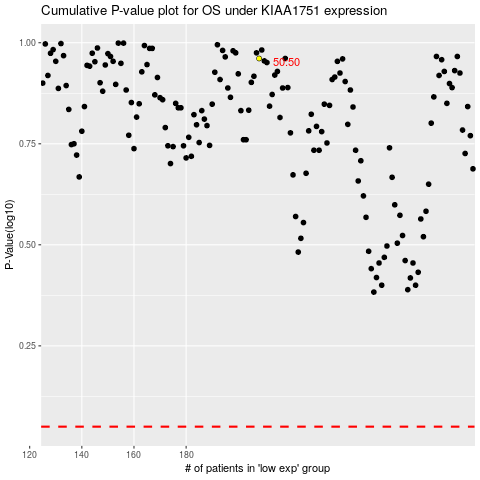 Cumulative P-value plot for OS under KIAA1751 expression
1.00
50:50
0.75
0.50
0.25
P-Value(log10)
120 140 160 180
# of patients in 'low exp' group